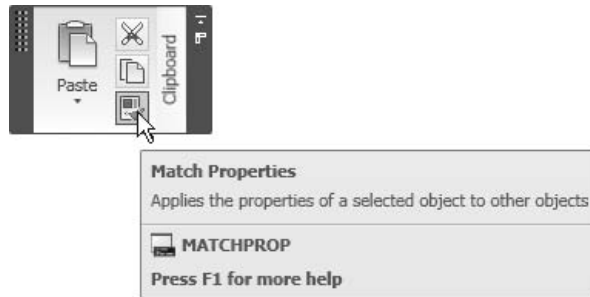 Paste
Clipboard
Match Properties
Applies the properties of a selected object to other objects
MATCHPROP
Press F1 for more help